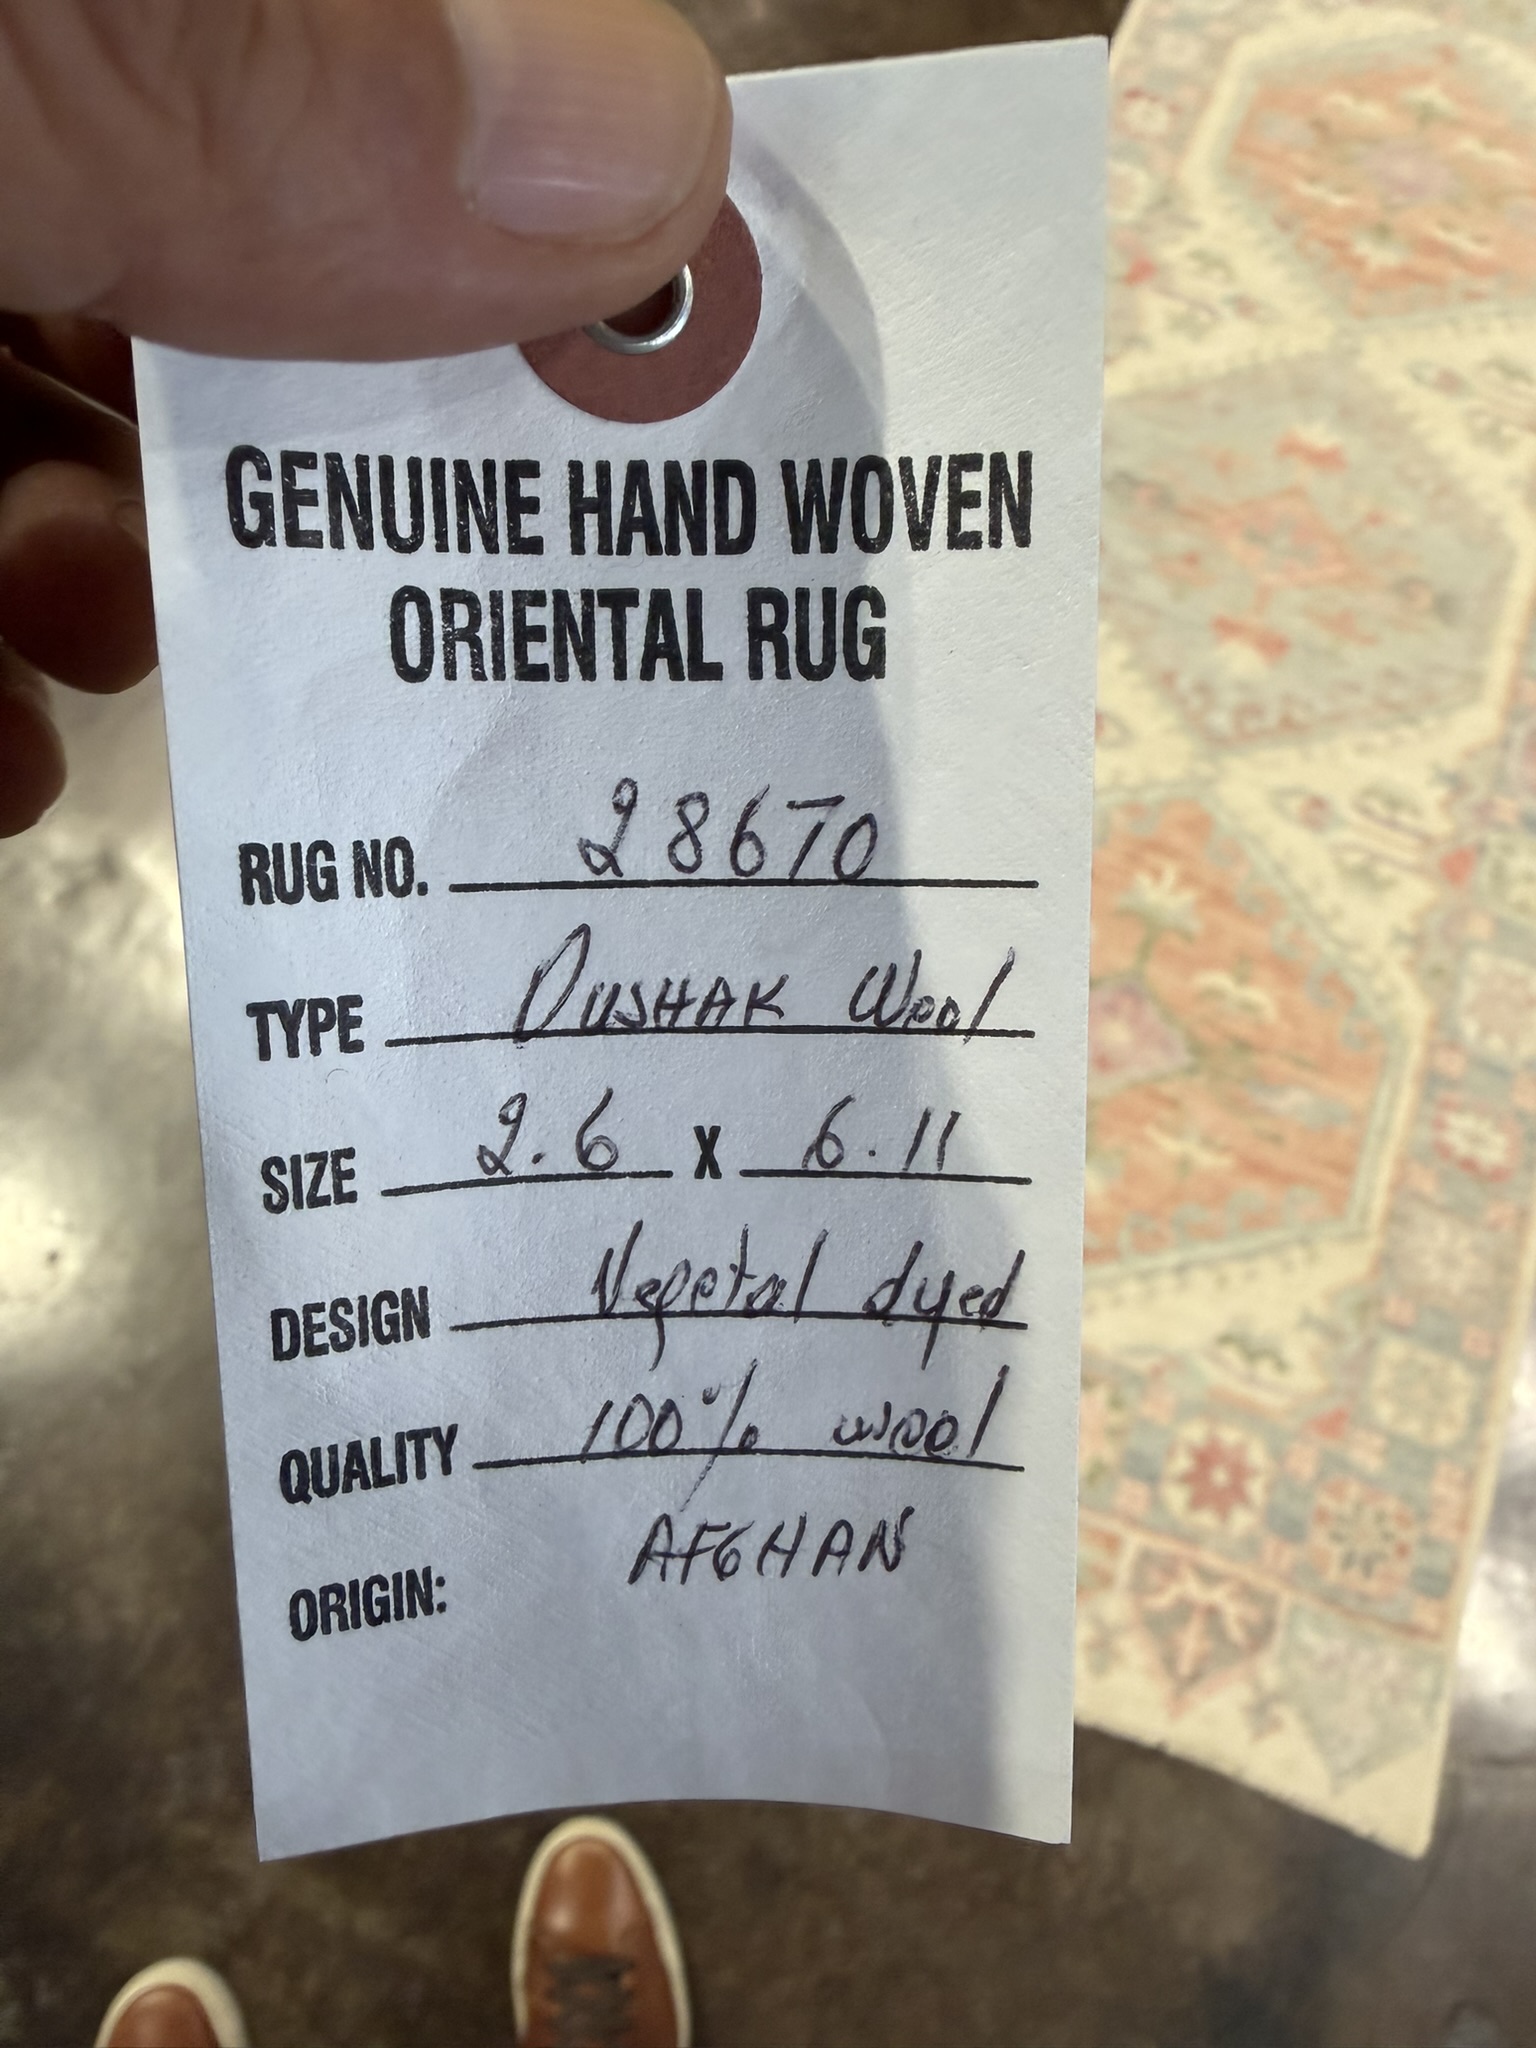 GENUINE HAND WOVEN
ORIENTAL RUG
RUG NO. 28670
TYPE OUSHAK Wool
SIZE 2.6 X 6.11
DESIGN Vegetal dyed
QUALITY 100% wool
ORIGIN: AFGHAN